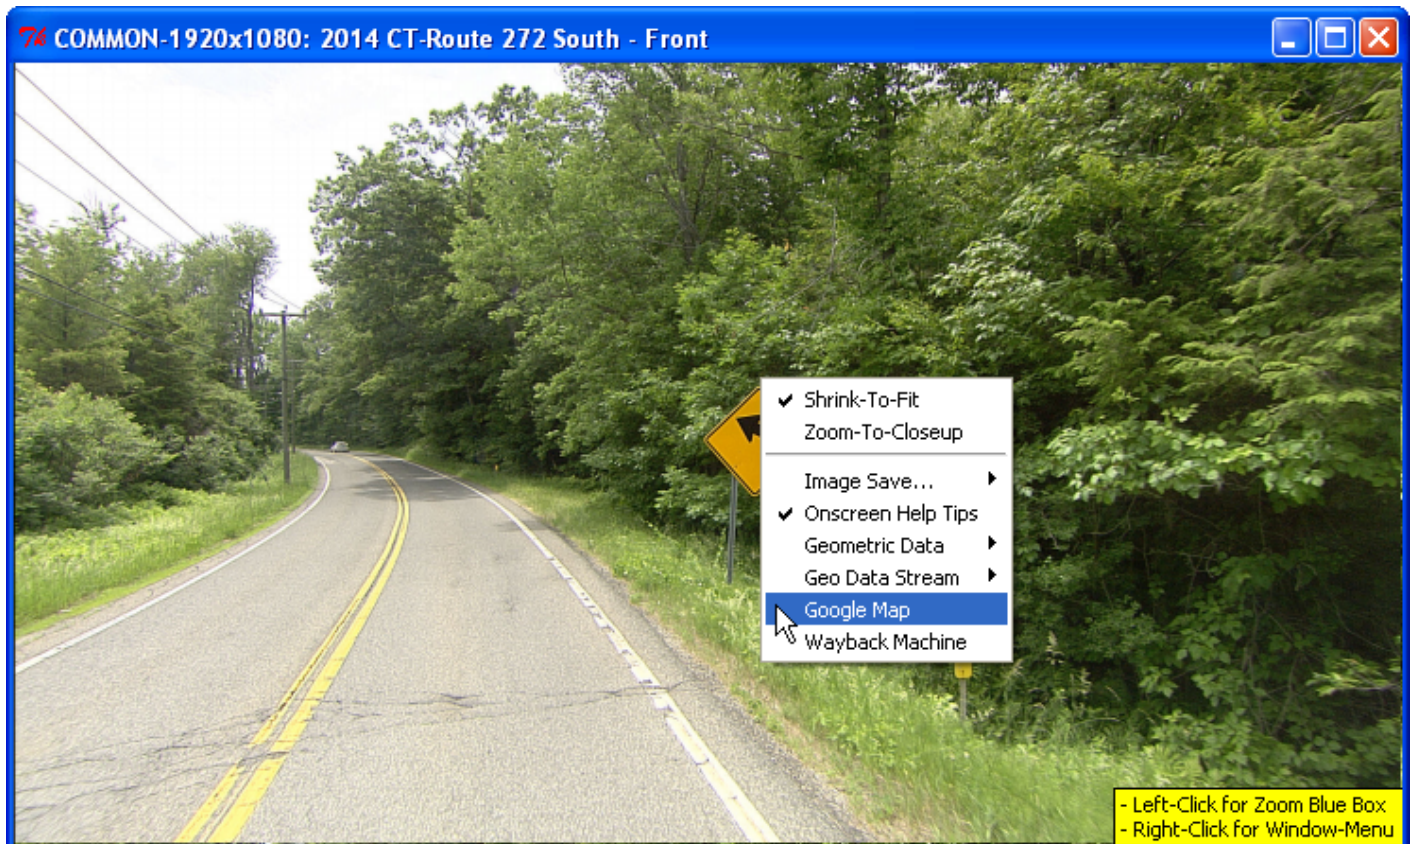 COMMON-1920x1080: 2014 CT-Route 272 South - Front
Shrink-To-Fit
Zoom-To-Closeup
Image Save...
Onscreen Help Tips
Geometric Data
Geo Data Stream
Google Map
Wayback Machine
- Left-Click for Zoom Blue Box
- Right-Click for Window-Menu